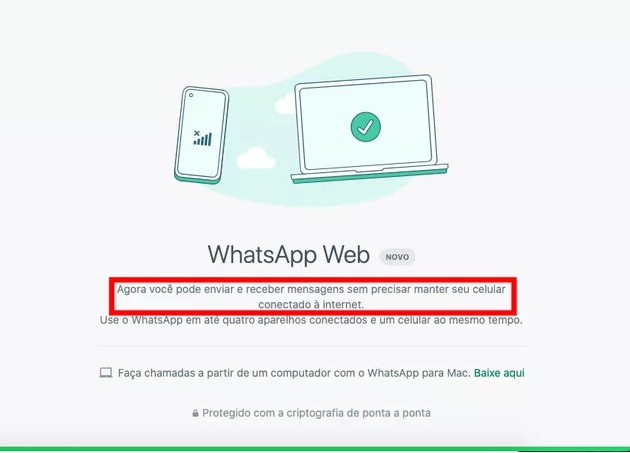 WhatsApp Web NOVO
Agora você pode enviar e receber mensagens sem precisar manter seu celular
conectado à internet.
Use o WhatsApp em até quatro aparelhos conectados e um celular ao mesmo tempo.
Faça chamadas a partir de um computador com o WhatsApp para Mac. Baixe aqui
Protegido com a criptografia de ponta a ponta